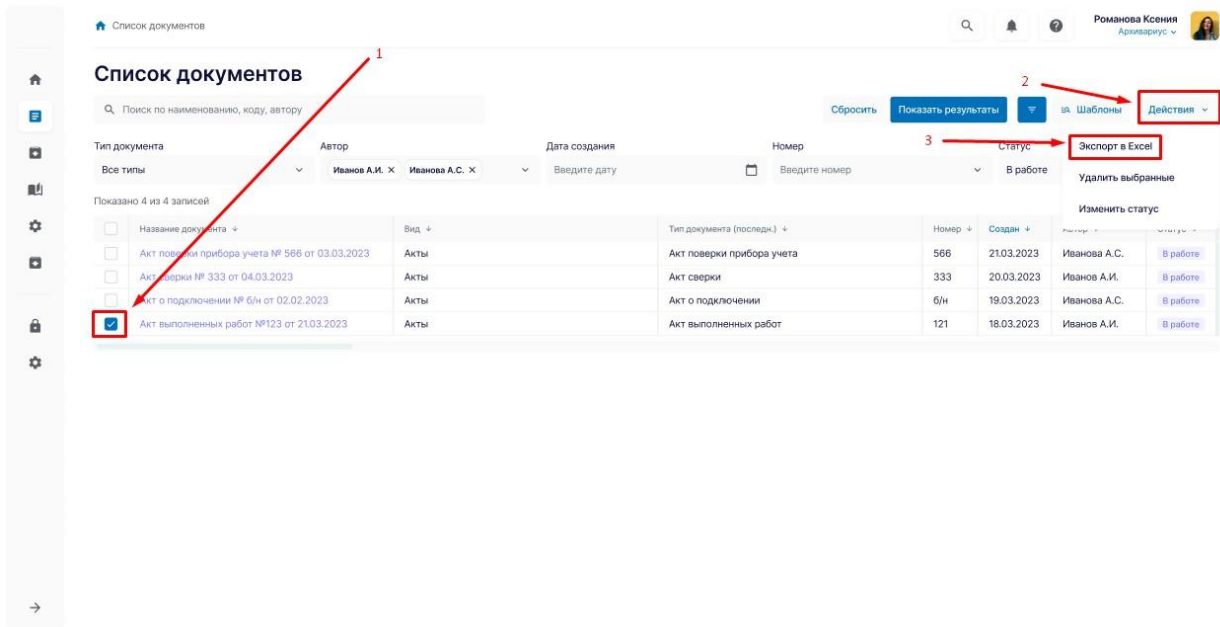 Список документов
Романова Ксения
Архивариус
1
Список документов
2
Поиск по наименованию, коду, автору
Сбросить Показать результаты Шаблоны Действия
3
Тип документа Автор Дата создания Номер Статус Экспорт в Excel
Все типы Иванов А.И. Иванова А.С. Введите дату Введите номер В работе
Удалить выбранные
Показано 4 из 4 записей
Изменить статус
Название документа Вид Тип документа (последн.) Номер Создан Автор Статус
Акт поверки прибора учета № 566 от 03.03.2023 Акты Акт поверки прибора учета 566 21.03.2023 Иванова А.С. В работе
Акт сверки № 333 от 04.03.2023 Акты Акт сверки 333 20.03.2023 Иванов А.И. В работе
Акт о подключении № б/н от 02.02.2023 Акты Акт о подключении б/н 19.03.2023 Иванова А.С. В работе
Акт выполненных работ №123 от 21.03.2023 Акты Акт выполненных работ 121 18.03.2023 Иванов А.И. В работе